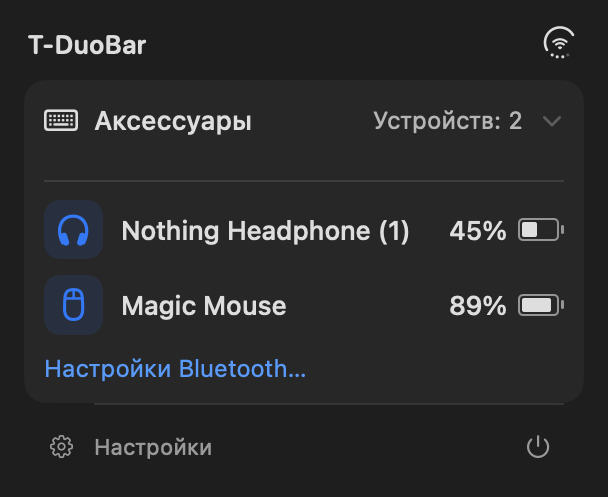 T-DuoBar
Аксессуары Устройств: 2
Nothing Headphone (1) 45%
Magic Mouse 89%
Настройки Bluetooth...
Настройки